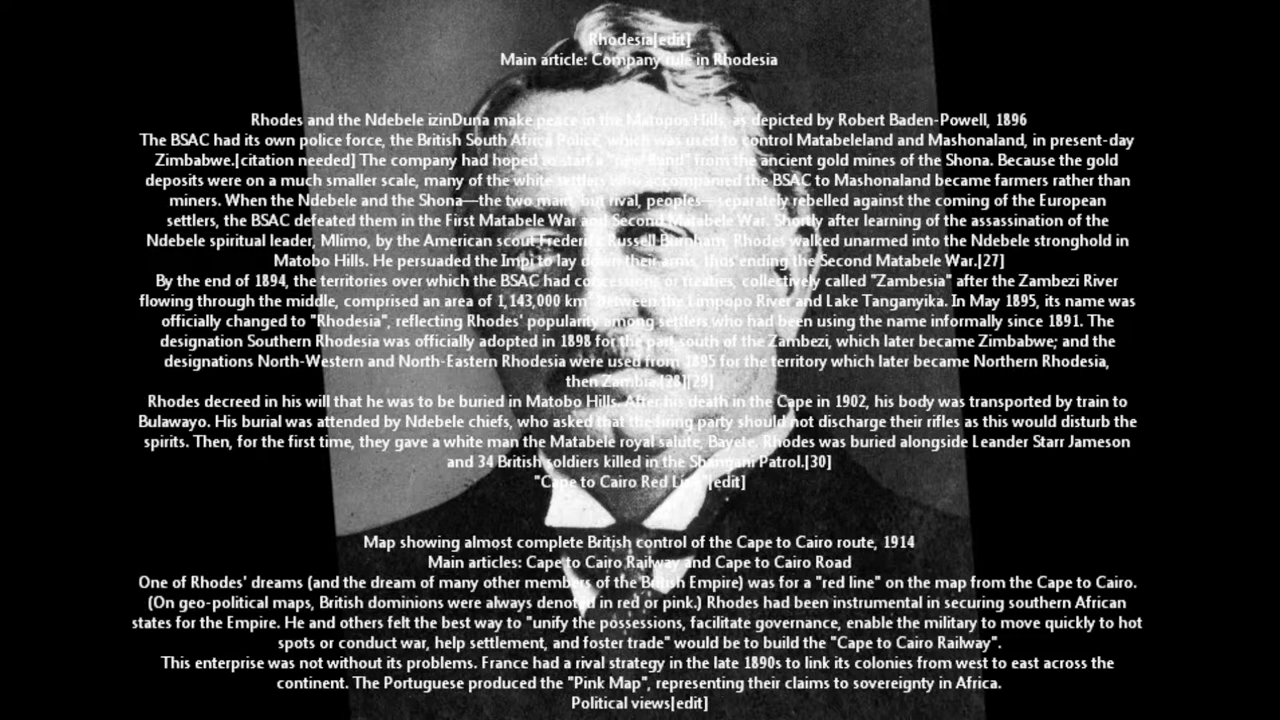 Rhodesia[edit]
Main article: Company rule in Rhodesia
Rhodes and the Ndebele izinDuna make peace in the Matopos Hills, as depicted by Robert Baden-Powell, 1896
The BSAC had its own police force, the British South Africa Police, which was used to control Matabeleland and Mashonaland, in present-day
Zimbabwe.[citation needed] The company had hoped to start a "new Rand" from the ancient gold mines of the Shona. Because the gold
deposits were on a much smaller scale, many of the white settlers who accompanied the BSAC to Mashonaland became farmers rather than
miners. When the Ndebele and the Shona—the two main, but rival, peoples—separately rebelled against the coming of the European
settlers, the BSAC defeated them in the First Matabele War and Second Matabele War. Shortly after learning of the assassination of the
Ndebele spiritual leader, Mlimo, by the American scout Frederick Russell Burnham, Rhodes walked unarmed into the Ndebele stronghold in
Matobo Hills. He persuaded the Impi to lay down their arms, thus ending the Second Matabele War.[27]
By the end of 1894, the territories over which the BSAC had concessions or treaties, collectively called "Zambesia" after the Zambezi River
flowing through the middle, comprised an area of 1,143,000 km² between the Limpopo River and Lake Tanganyika. In May 1895, its name was
officially changed to "Rhodesia", reflecting Rhodes' popularity among settlers who had been using the name informally since 1891. The
designation Southern Rhodesia was officially adopted in 1898 for the part south of the Zambezi, which later became Zimbabwe; and the
designations North-Western and North-Eastern Rhodesia were used from 1895 for the territory which later became Northern Rhodesia,
then Zambia.[28][29]
Rhodes decreed in his will that he was to be buried in Matobo Hills. After his death in the Cape in 1902, his body was transported by train to
Bulawayo. His burial was attended by Ndebele chiefs, who asked that the firing party should not discharge their rifles as this would disturb the
spirits. Then, for the first time, they gave a white man the Matabele royal salute, Bayete. Rhodes was buried alongside Leander Starr Jameson
and 34 British soldiers killed in the Shangani Patrol.[30]
"Cape to Cairo Red Line"[edit]
Map showing almost complete British control of the Cape to Cairo route, 1914
Main articles: Cape to Cairo Railway and Cape to Cairo Road
One of Rhodes' dreams (and the dream of many other members of the British Empire) was for a "red line" on the map from the Cape to Cairo.
(On geo-political maps, British dominions were always denoted in red or pink.) Rhodes had been instrumental in securing southern African
states for the Empire. He and others felt the best way to "unify the possessions, facilitate governance, enable the military to move quickly to hot
spots or conduct war, help settlement, and foster trade" would be to build the "Cape to Cairo Railway".
This enterprise was not without its problems. France had a rival strategy in the late 1890s to link its colonies from west to east across the
continent. The Portuguese produced the "Pink Map", representing their claims to sovereignty in Africa.
Political views[edit]